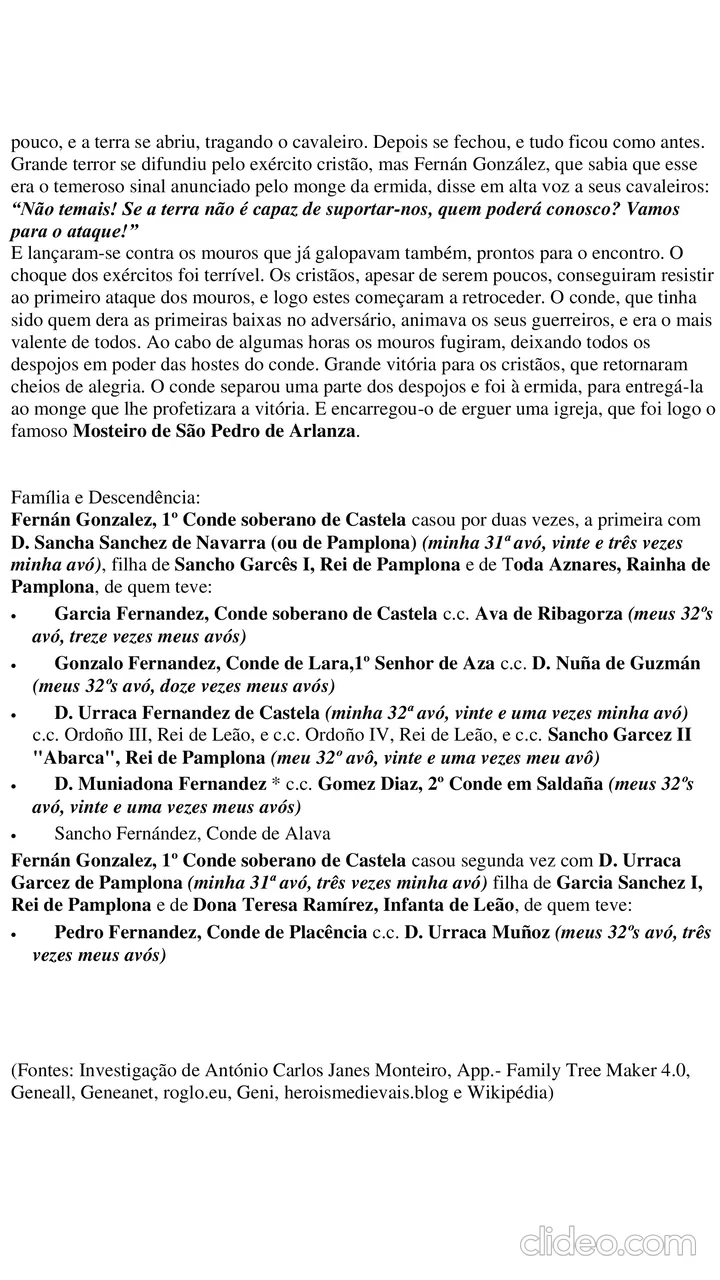 pouco, e a terra se abriu, tragando o cavaleiro. Depois se fechou, e tudo ficou como antes.
Grande terror se difundiu pelo exército cristão, mas Fernán González, que sabia que esse
era o temeroso sinal anunciado pelo monge da ermida, disse em alta voz a seus cavaleiros:
“Não temais! Se a terra não é capaz de suportar-nos, quem poderá conosco? Vamos
para o ataque!”
E lançaram-se contra os mouros que já galopavam também, prontos para o encontro. O
choque dos exércitos foi terrível. Os cristãos, apesar de serem poucos, conseguiram resistir
ao primeiro ataque dos mouros, e logo estes começaram a retroceder. O conde, que tinha
sido quem dera as primeiras baixas no adversário, animava os seus guerreiros, e era o mais
valente de todos. Ao cabo de algumas horas os mouros fugiram, deixando todos os
despojos em poder das hostes do conde. Grande vitória para os cristãos, que retornaram
cheios de alegria. O conde separou uma parte dos despojos e foi à ermida, para entregá-la
ao monge que lhe profetizara a vitória. E encarregou-o de erguer uma igreja, que foi logo o
famoso Mosteiro de São Pedro de Arlanza.
Família e Descendência:
Fernán Gonzalez, 1º Conde soberano de Castela casou por duas vezes, a primeira com
D. Sancha Sanchez de Navarra (ou de Pamplona) (minha 31ª avó, vinte e três vezes
minha avó), filha de Sancho Garcês I, Rei de Pamplona e de Toda Aznares, Rainha de
Pamplona, de quem teve:
• Garcia Fernandez, Conde soberano de Castela c.c. Ava de Ribagorza (meus 32ºs
avó, treze vezes meus avós)
• Gonzalo Fernandez, Conde de Lara,1º Senhor de Aza c.c. D. Nuña de Guzmán
(meus 32ºs avó, doze vezes meus avós)
• D. Urraca Fernandez de Castela (minha 32ª avó, vinte e uma vezes minha avó)
c.c. Ordoño III, Rei de Leão, e c.c. Ordoño IV, Rei de Leão, e c.c. Sancho Garcez II
"Abarca", Rei de Pamplona (meu 32º avô, vinte e uma vezes meu avô)
• D. Muniadona Fernandez * c.c. Gomez Diaz, 2º Conde em Saldaña (meus 32ºs
avó, vinte e uma vezes meus avós)
• Sancho Fernández, Conde de Alava
Fernán Gonzalez, 1º Conde soberano de Castela casou segunda vez com D. Urraca
Garcez de Pamplona (minha 31ª avó, três vezes minha avó) filha de Garcia Sanchez I,
Rei de Pamplona e de Dona Teresa Ramírez, Infanta de Leão, de quem teve:
• Pedro Fernandez, Conde de Placência c.c. D. Urraca Muñoz (meus 32ºs avó, três
vezes meus avós)
(Fontes: Investigação de António Carlos Janes Monteiro, App.- Family Tree Maker 4.0,
Geneall, Geneanet, roglo.eu, Geni, heroismedievais.blog e Wikipédia)
clideo.com